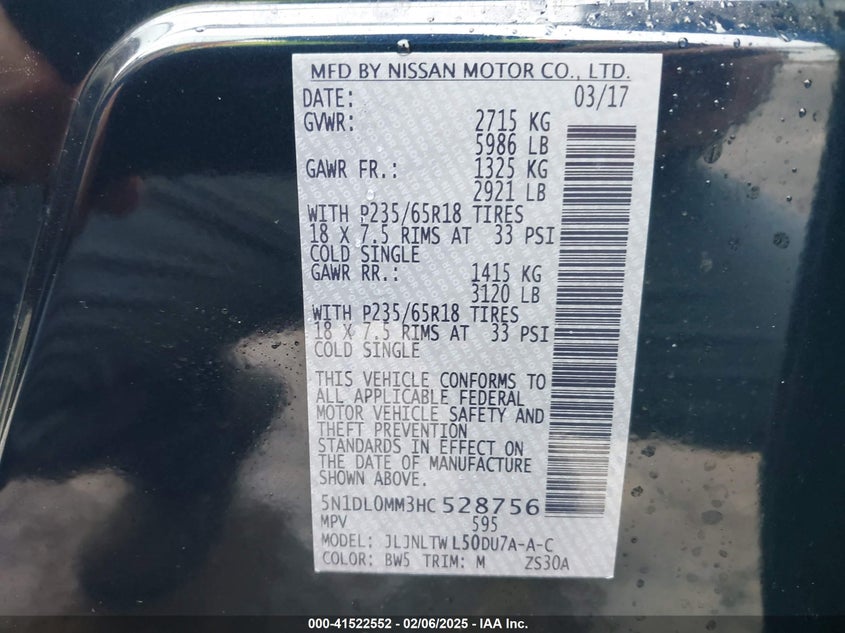 MFD BY NISSAN MOTOR CO., LTD.
DATE: 03/17
GVWR: 2715 KG
5986 LB
GAWR FR.: 1325 KG
2921 LB
WITH P235/65R18 TIRES
18 X 7.5 RIMS AT 33 PSI
COLD SINGLE
GAWR RR.: 1415 KG
3120 LB
WITH P235/65R18 TIRES
18 X 7.5 RIMS AT 33 PSI
COLD SINGLE
THIS VEHICLE CONFORMS TO
ALL APPLICABLE FEDERAL
MOTOR VEHICLE SAFETY AND
THEFT PREVENTION
STANDARDS IN EFFECT ON
THE DATE OF MANUFACTURE
SHOWN ABOVE.
5N1DL0MM3HC528756
MPV 595
MODEL: JLJNLTWL50DU7A-A-C
COLOR: BW5 TRIM: M ZS30A
000-41522552 - 02/06/2025 - IAA Inc.